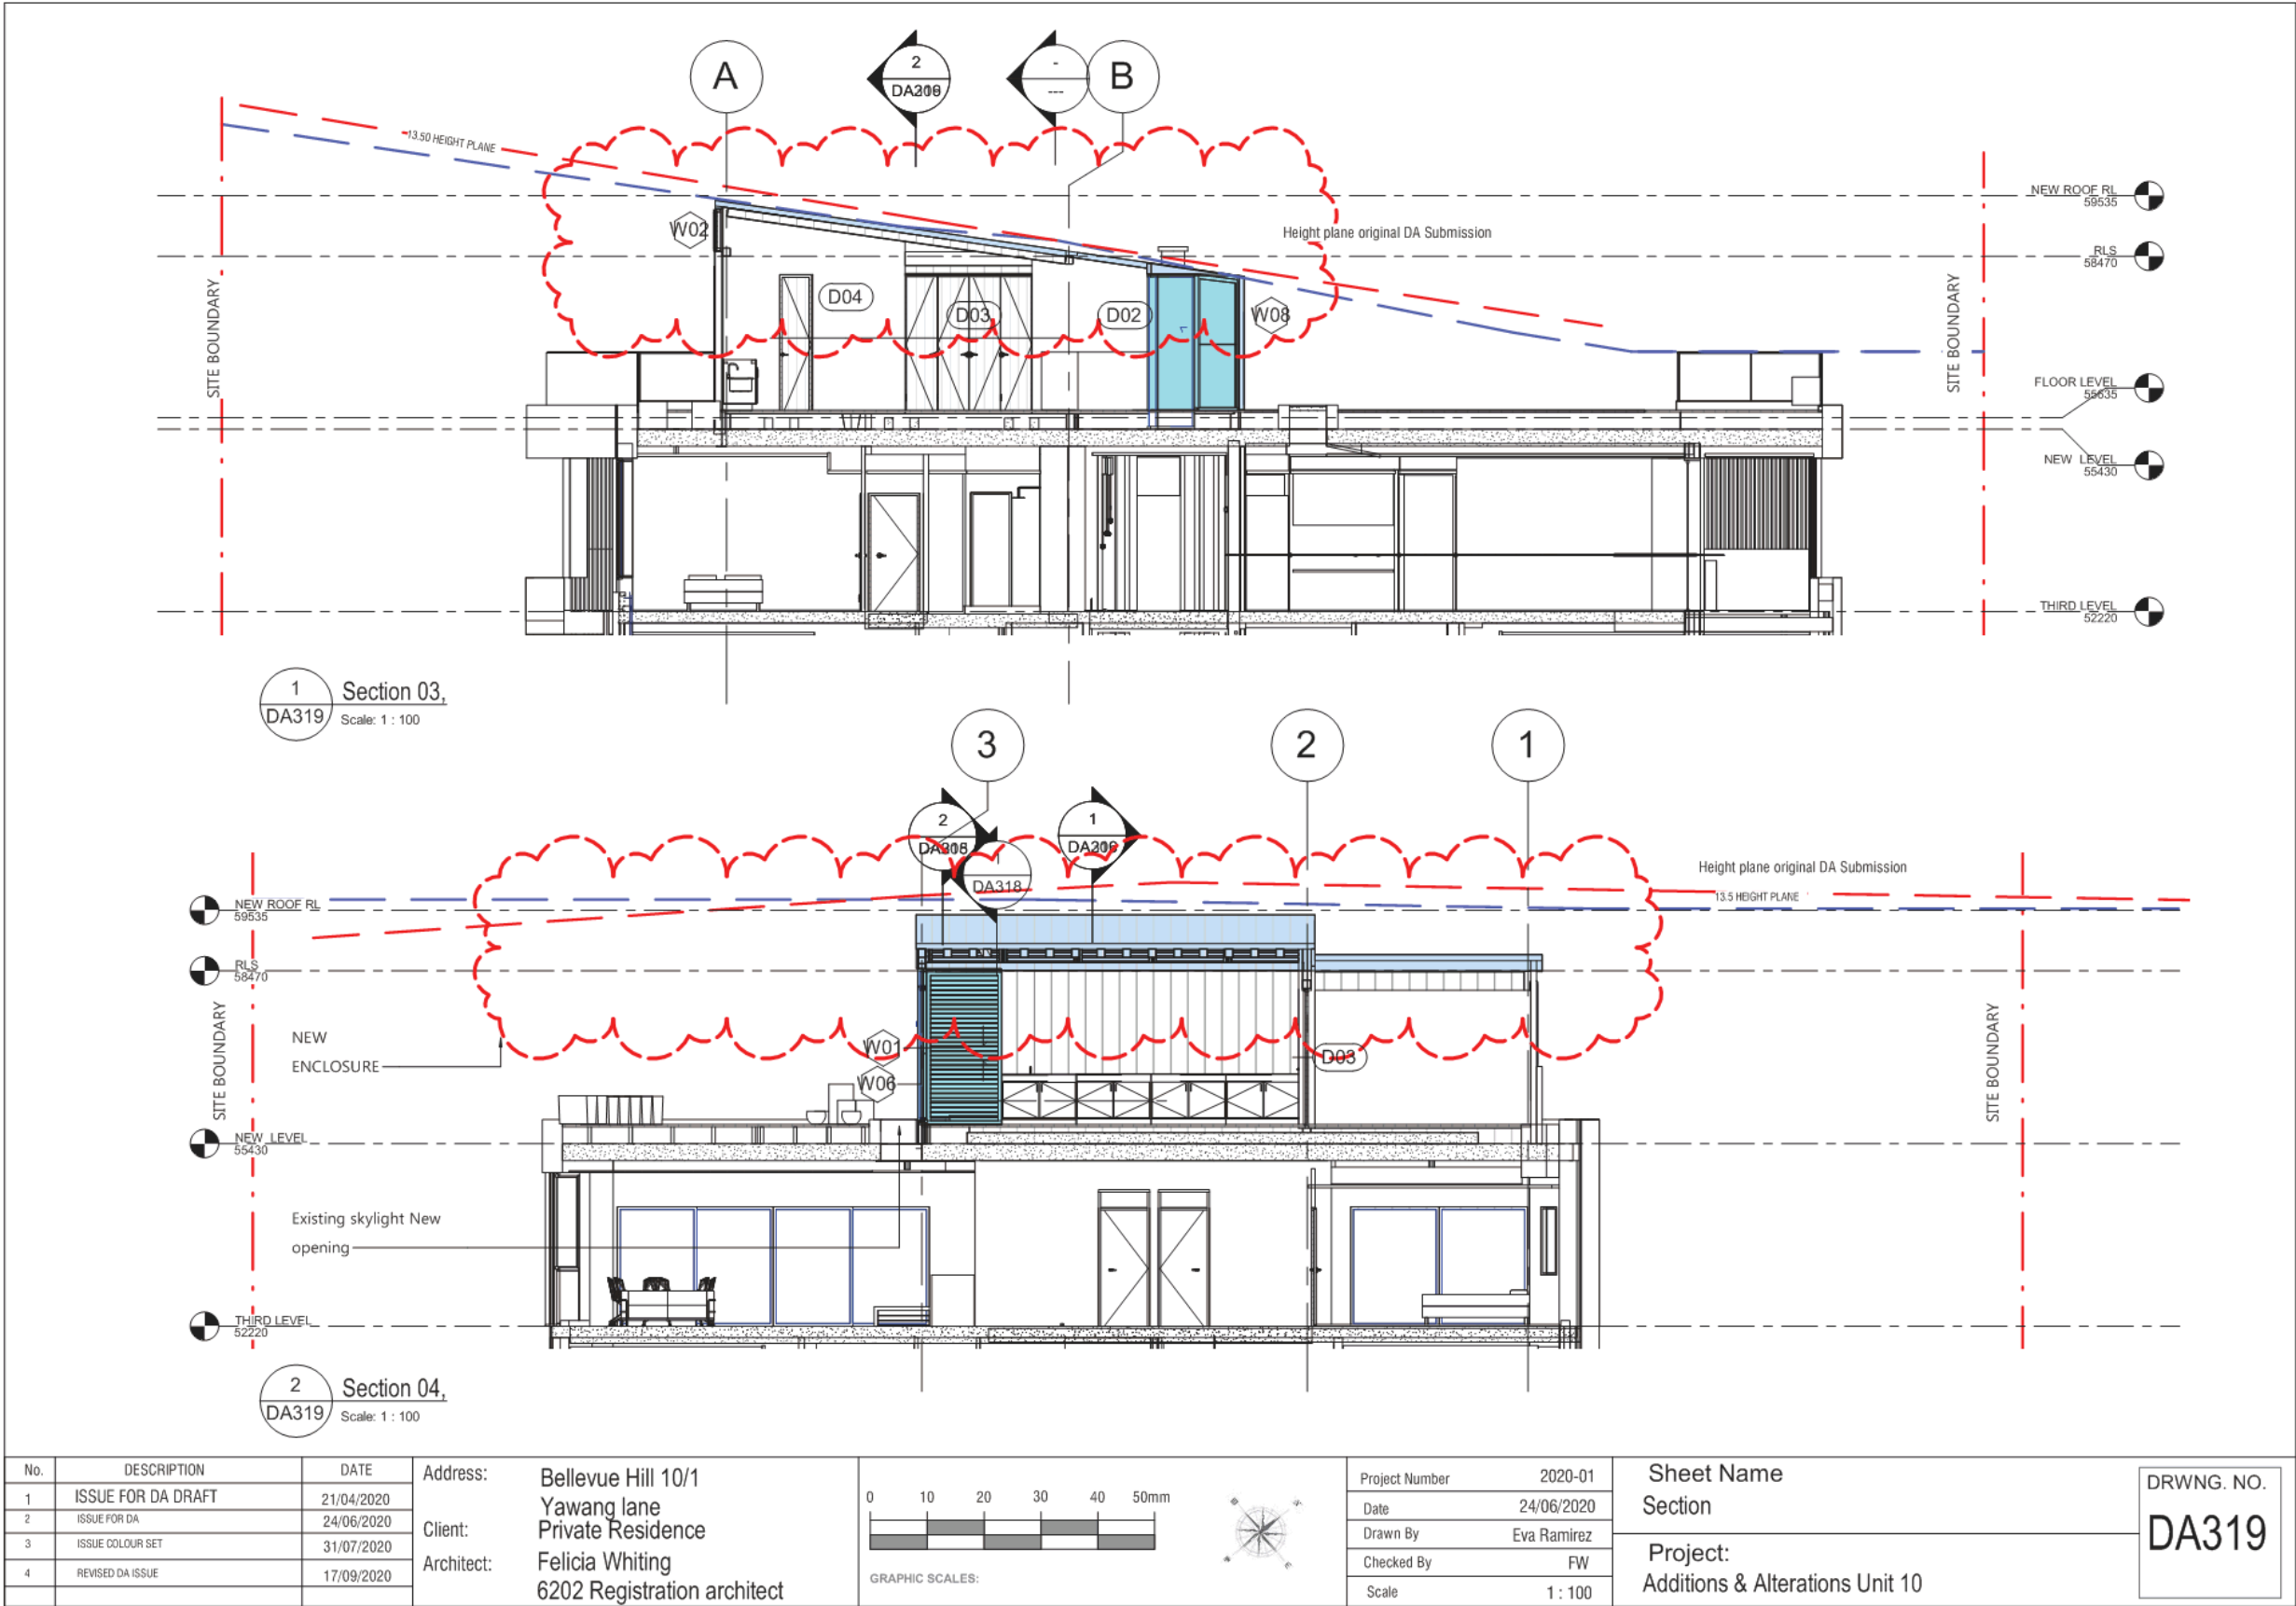 A
2
DA209
-
---
B
13.50 HEIGHT PLANE
NEW ROOF RL
59535
W02
Height plane original DA Submission
RLS
58470
SITE BOUNDARY
D04
D03
D02
W08
SITE BOUNDARY
FLOOR LEVEL
55635
NEW LEVEL
55430
THIRD LEVEL
52220
1
DA319
Section 03,
Scale: 1 : 100
3
2
1
2
1
1
DA318
Height plane original DA Submission
13.5 HEIGHT PLANE
NEW ROOF RL
59535
RLS
58470
SITE BOUNDARY
NEW
ENCLOSURE
W01
W06
D03
SITE BOUNDARY
NEW LEVEL
55430
Existing skylight New
opening
THIRD LEVEL
52220
2
DA319
Section 04,
Scale: 1 : 100
No. DESCRIPTION DATE
1 ISSUE FOR DA DRAFT 21/04/2020
2 ISSUE FOR DA 24/06/2020
3 ISSUE COLOUR SET 31/07/2020
4 REVISED DA ISSUE 17/09/2020
Address: Bellevue Hill 10/1
Yawang lane
Client: Private Residence
Architect: Felicia Whiting
6202 Registration architect
0 10 20 30 40 50mm
GRAPHIC SCALES:
Project Number 2020-01
Date 24/06/2020
Drawn By Eva Ramirez
Checked By FW
Scale 1 : 100
Sheet Name
Section
Project:
Additions & Alterations Unit 10
DRWNG. NO.
DA319